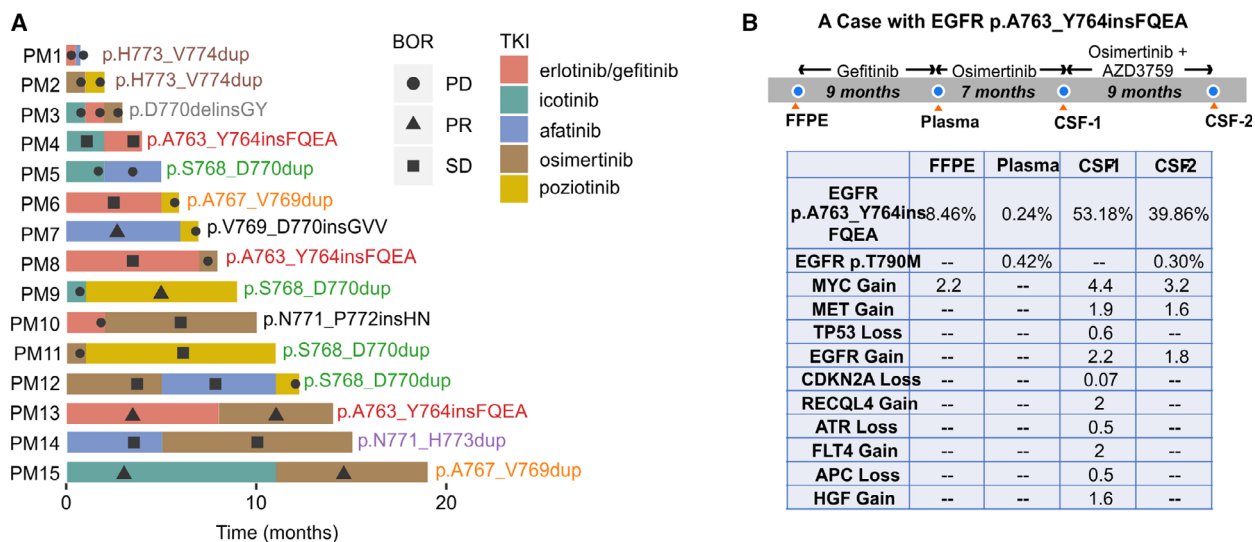 A
PM1 p.H773_V774dup
PM2 p.H773_V774dup
PM3 p.D770delinsGY
PM4 p.A763_Y764insFQEA
PM5 p.S768_D770dup
PM6 p.A767_V769dup
PM7 p.V769_D770insGVV
PM8 p.A763_Y764insFQEA
PM9 p.S768_D770dup
PM10 p.N771_P772insHN
PM11 p.S768_D770dup
PM12 p.S768_D770dup
PM13 p.A763_Y764insFQEA
PM14 p.N771_H773dup
PM15 p.A767_V769dup
0 10 20
Time (months)
BOR
PD
PR
SD
TKI
erlotinib/gefitinib
icotinib
afatinib
osimertinib
poziotinib
B
A Case with EGFR p.A763_Y764insFQEA
Gefitinib Osimertinib Osimertinib +
AZD3759
9 months 7 months 9 months
FFPE Plasma CSF-1 CSF-2
FFPE Plasma CSF1 CSF2
EGFR
p.A763_Y764ins 8.46% 0.24% 53.18% 39.86%
FQEA
EGFR p.T790M -- 0.42% -- 0.30%
MYC Gain 2.2 -- 4.4 3.2
MET Gain -- -- 1.9 1.6
TP53 Loss -- -- 0.6 --
EGFR Gain -- -- 2.2 1.8
CDKN2A Loss -- -- 0.07 --
RECQL4 Gain -- -- 2 --
ATR Loss -- -- 0.5 --
FLT4 Gain -- -- 2 --
APC Loss -- -- 0.5 --
HGF Gain -- -- 1.6 --